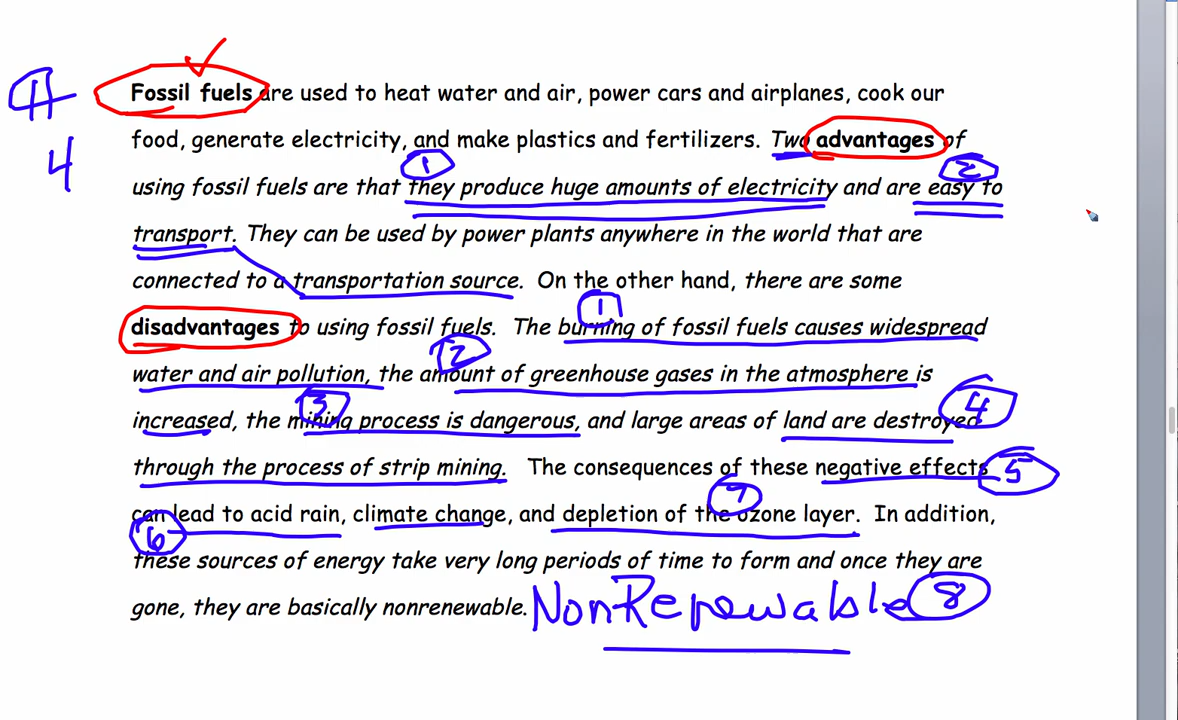 Fossil fuels are used to heat water and air, power cars and airplanes, cook our
4
food, generate electricity, and make plastics and fertilizers. Two advantages of
1 2
using fossil fuels are that they produce huge amounts of electricity and are easy to
transport. They can be used by power plants anywhere in the world that are
connected to a transportation source. On the other hand, there are some
1
disadvantages to using fossil fuels. The burning of fossil fuels causes widespread
2
water and air pollution, the amount of greenhouse gases in the atmosphere is
3 4
increased, the mining process is dangerous, and large areas of land are destroyed
through the process of strip mining. The consequences of these negative effects 5
7
can lead to acid rain, climate change, and depletion of the ozone layer. In addition,
6
these sources of energy take very long periods of time to form and once they are
gone, they are basically nonrenewable. NonRenewable 8